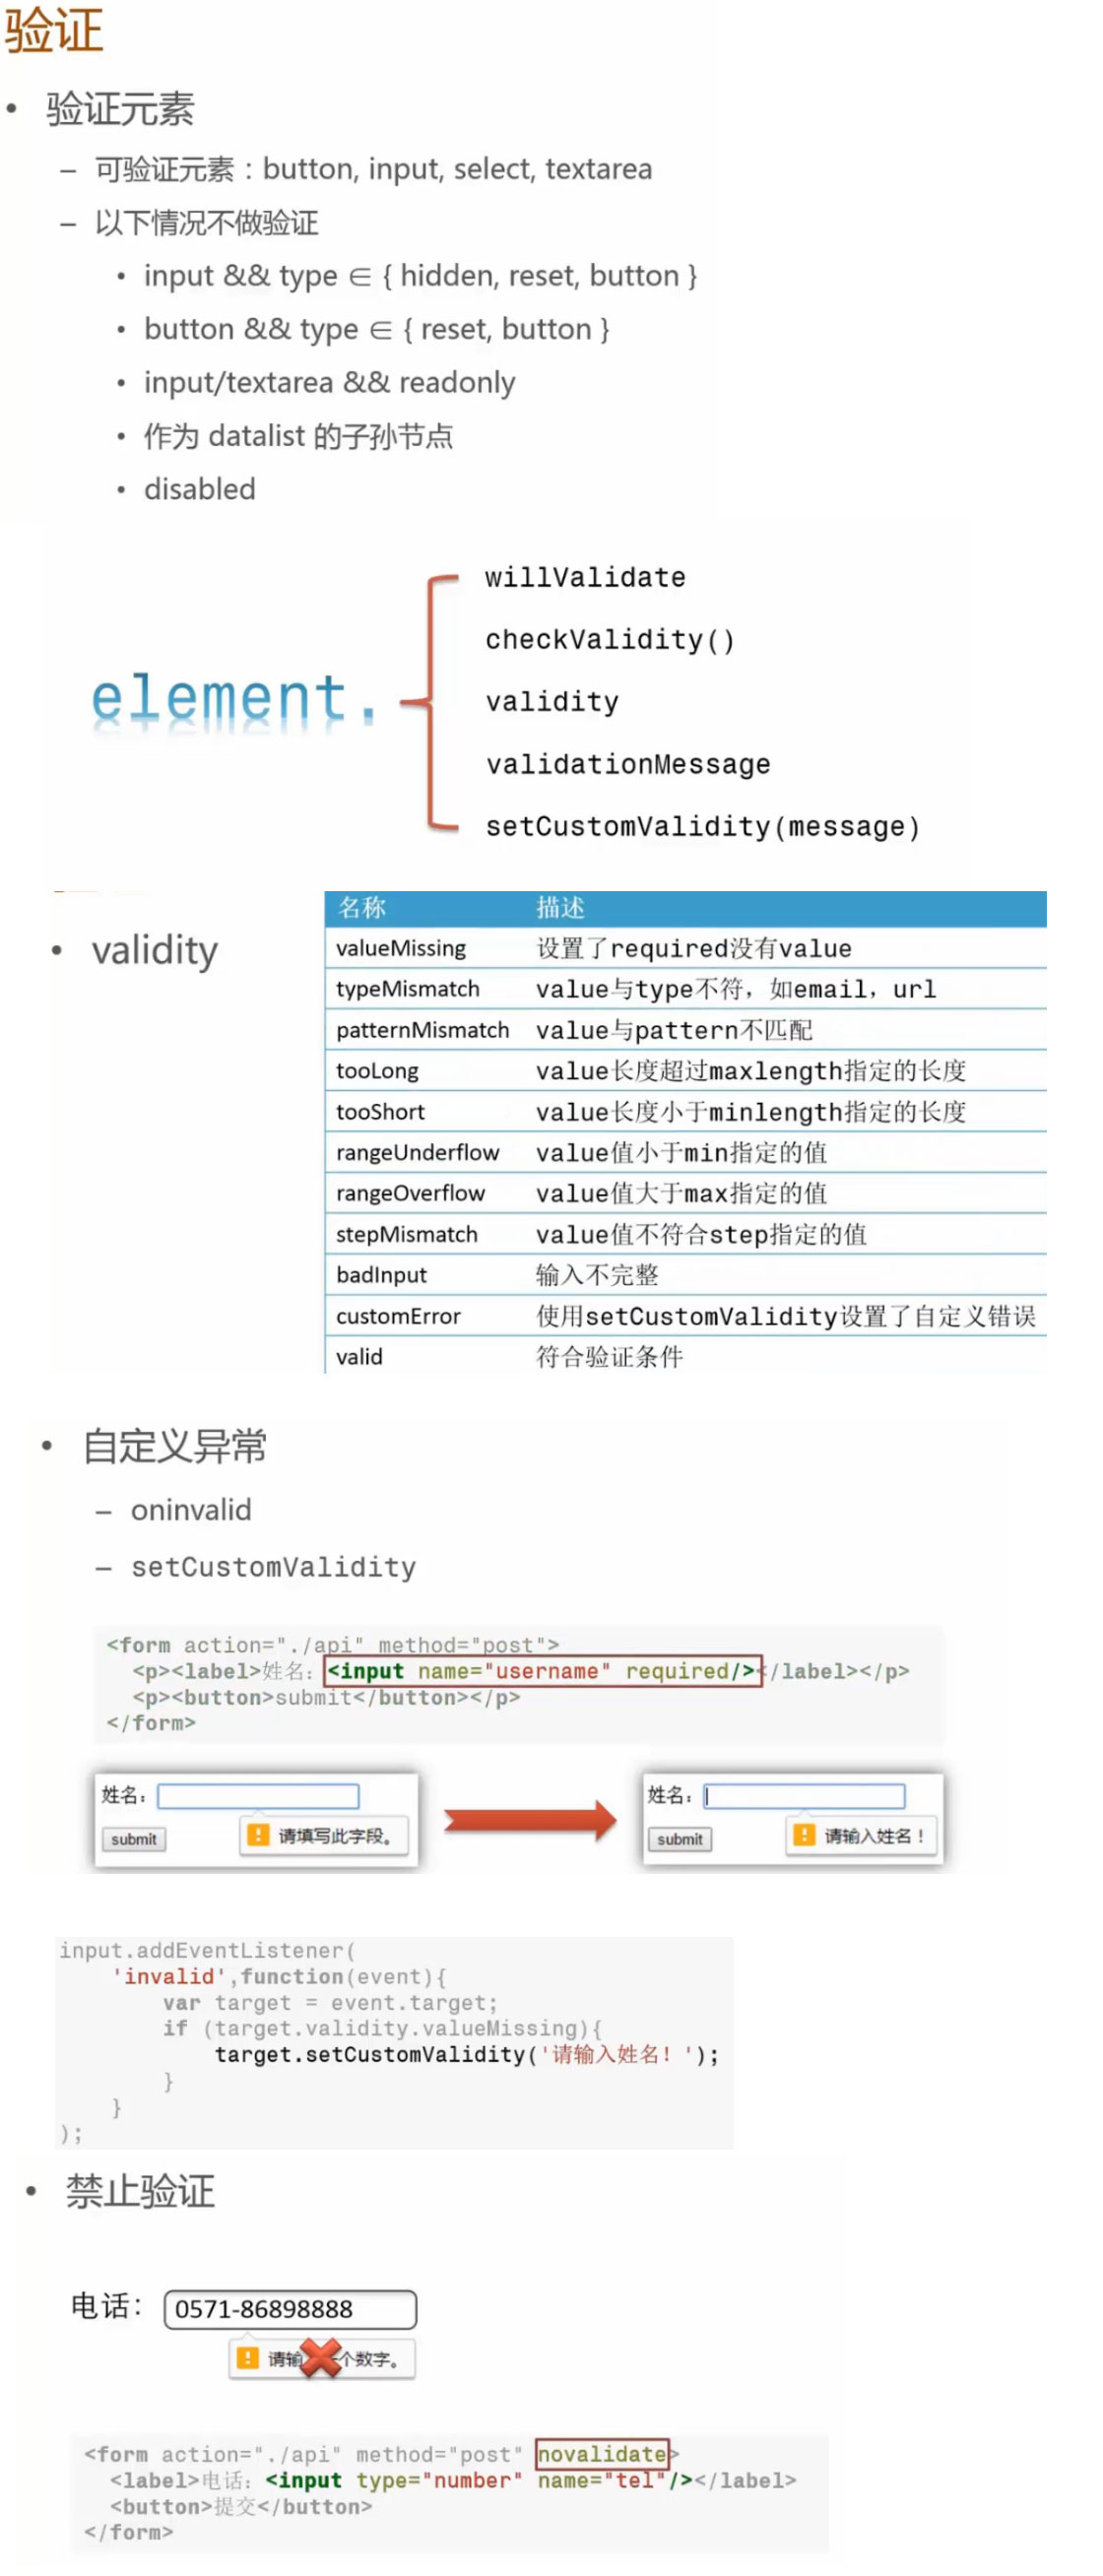 验证
• 验证元素
– 可验证元素：button, input, select, textarea
– 以下情况不做验证
• input && type ∈ { hidden, reset, button }
• button && type ∈ { reset, button }
• input/textarea && readonly
• 作为 datalist 的子孙节点
• disabled
element.
willValidate
checkValidity()
validity
validationMessage
setCustomValidity(message)
• validity
名称 描述
valueMissing 设置了required没有value
typeMismatch value与type不符，如email，url
patternMismatch value与pattern不匹配
tooLong value长度超过maxlength指定的长度
tooShort value长度小于minlength指定的长度
rangeUnderflow value值小于min指定的值
rangeOverflow value值大于max指定的值
stepMismatch value值不符合step指定的值
badInput 输入不完整
customError 使用setCustomValidity设置了自定义错误
valid 符合验证条件
• 自定义异常
– oninvalid
– setCustomValidity
<form action="./api" method="post">
<p><label>姓名：<input name="username" required/></label></p>
<p><button>submit</button></p>
</form>
姓名：
submit
请填写此字段。
姓名：
submit
请输入姓名！
input.addEventListener(
'invalid',function(event){
var target = event.target;
if (target.validity.valueMissing){
target.setCustomValidity('请输入姓名！');
}
}
);
• 禁止验证
电话： 0571-86898888
请输 个数字。
<form action="./api" method="post" novalidate>
<label>电话：<input type="number" name="tel"/></label>
<button>提交</button>
</form>